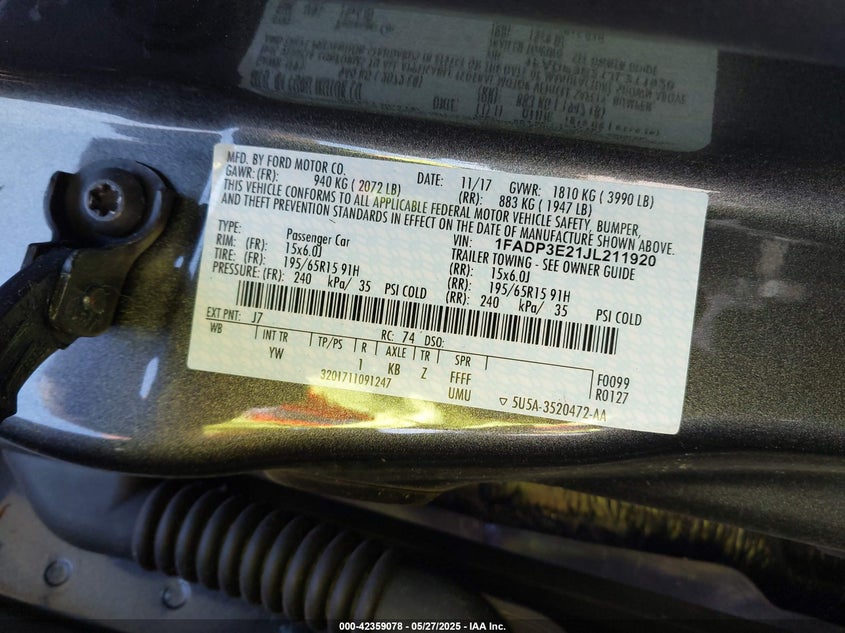 MFD. BY FORD MOTOR CO. DATE: 11/17 GVWR: 1810 KG ( 3990 LB)
GAWR: (FR): 940 KG ( 2072 LB) (RR): 883 KG ( 1947 LB)
THIS VEHICLE CONFORMS TO ALL APPLICABLE FEDERAL MOTOR VEHICLE SAFETY, BUMPER,
AND THEFT PREVENTION STANDARDS IN EFFECT ON THE DATE OF MANUFACTURE SHOWN ABOVE.
VIN: 1FADP3E21JL211920
TYPE: Passenger Car TRAILER TOWING - SEE OWNER GUIDE
RIM: (FR): 15x6.0J (RR): 15x6.0J
TIRE: (FR): 195/65R15 91H (RR): 195/65R15 91H
PRESSURE: (FR): 240 kPa/ 35 PSI COLD (RR): 240 kPa/ 35 PSI COLD
EXT PNT: J7 RC: 74 DSO:
WB INT TR TP/PS R AXLE TR SPR F0099
YW 1 KB Z FFFF R0127
3201711091247 UMU ▽ 5U5A-3520472-AA
000-42359078 - 05/27/2025 - IAA Inc.